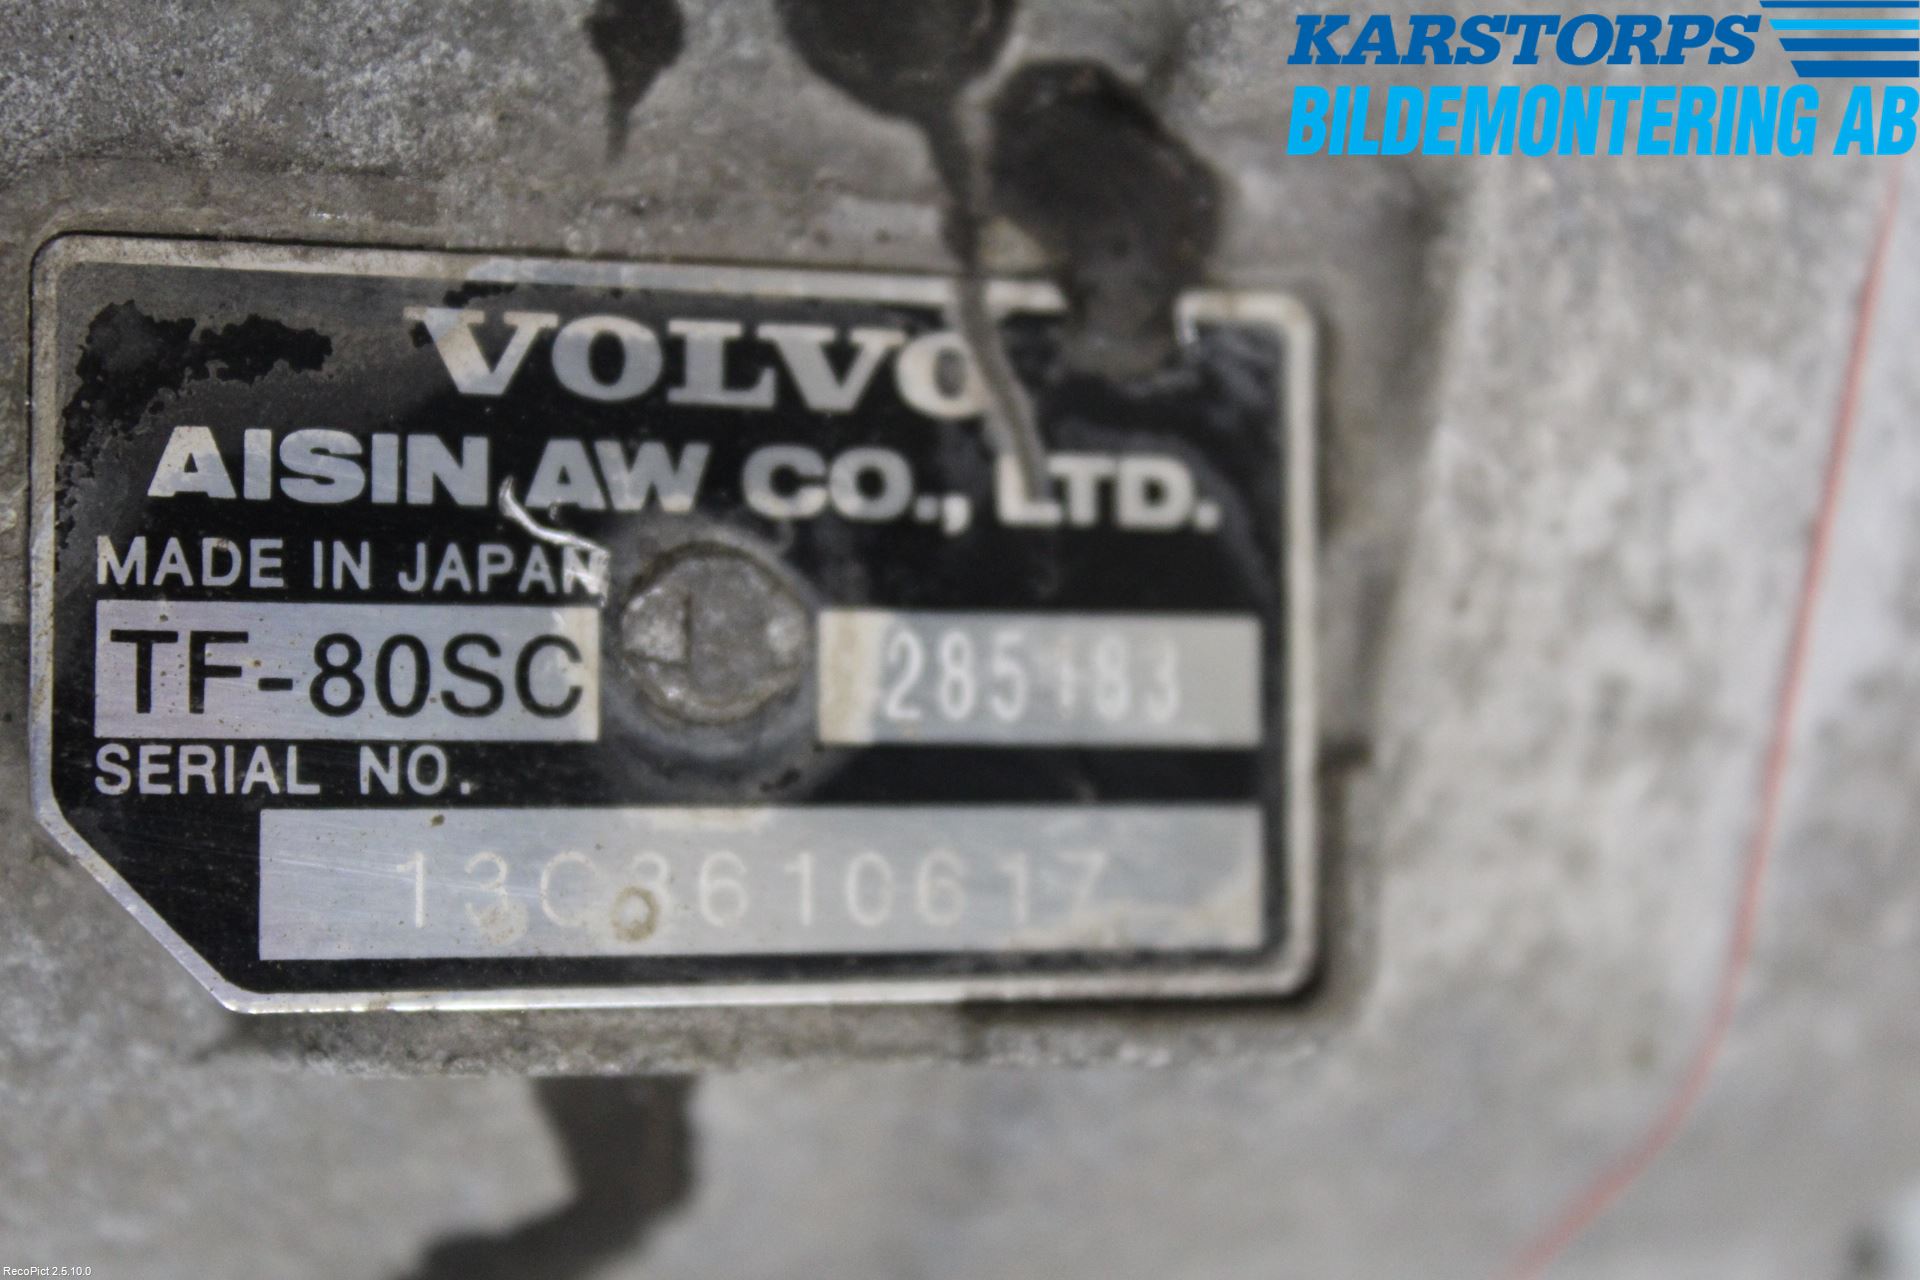 KARSTORPS
BILDEMONTERING AB
VOLVO
AISIN AW CO., LTD.
MADE IN JAPAN
TF-80SC 285183
SERIAL NO.
13C3610617
RecoPict 2.5.10.0